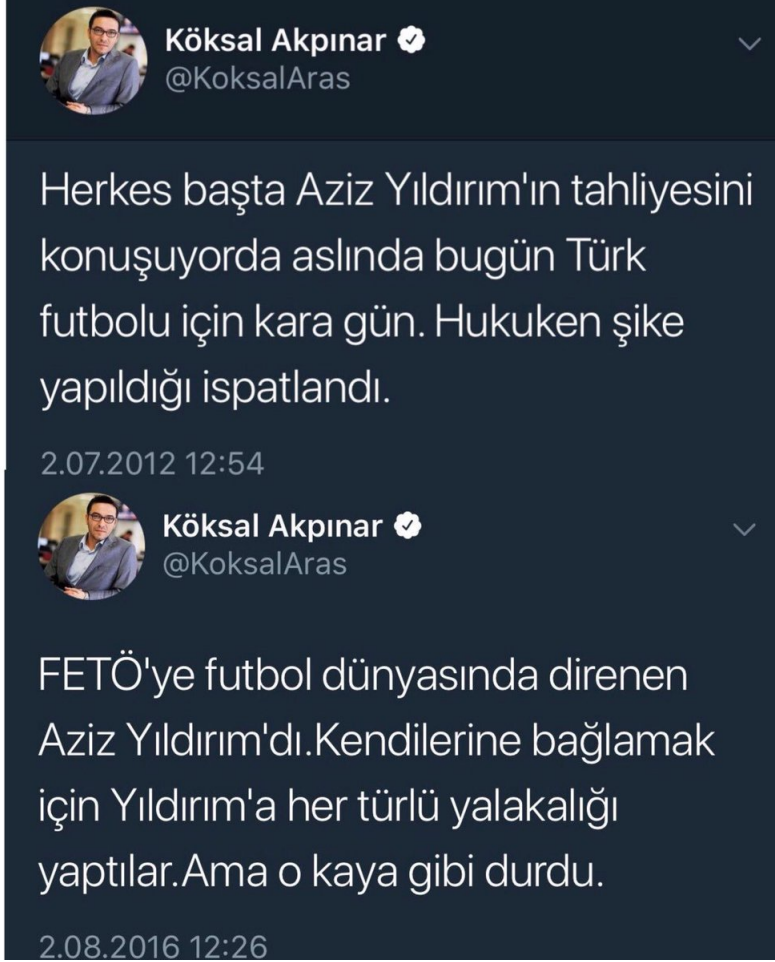 Köksal Akpınar
@KoksalAras
Herkes başta Aziz Yıldırım'ın tahliyesini
konuşuyorda aslında bugün Türk
futbolu için kara gün. Hukuken şike
yapıldığı ispatlandı.
2.07.2012 12:54
Köksal Akpınar
@KoksalAras
FETÖ'ye futbol dünyasında direnen
Aziz Yıldırım'dı.Kendilerine bağlamak
için Yıldırım'a her türlü yalakalığı
yaptılar.Ama o kaya gibi durdu.
2.08.2016 12:26